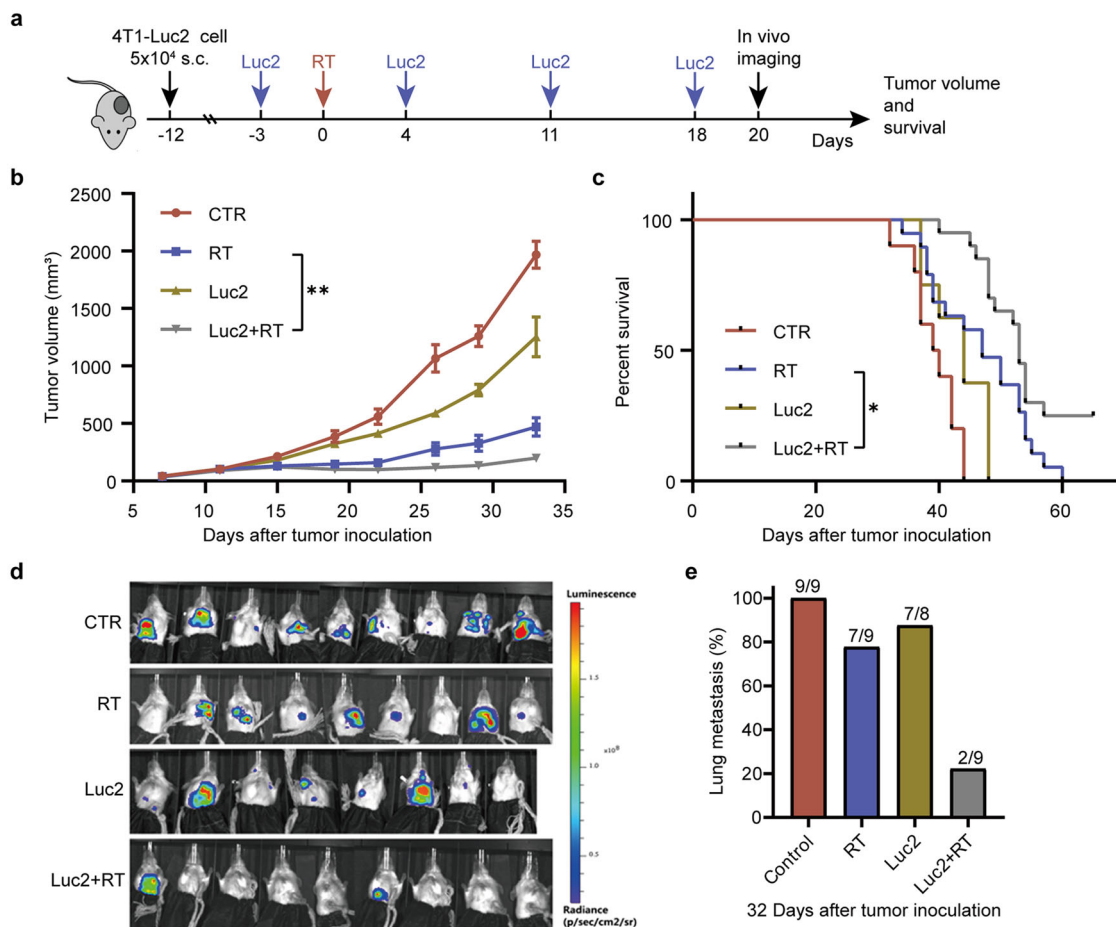 a
4T1-Luc2 cell
5x10⁴ s.c.
Luc2
RT
Luc2
Luc2
Luc2
In vivo
imaging
-12
-3
0
4
11
18
20
Days
Tumor volume
and
survival
b
Tumor volume (mm³)
2500
2000
1500
1000
500
0
5
10
15
20
25
30
35
Days after tumor inoculation
CTR
RT
Luc2
Luc2+RT
**
c
Percent survival
100
50
0
0
20
40
60
Days after tumor inoculation
CTR
RT
Luc2
Luc2+RT
*
d
CTR
RT
Luc2
Luc2+RT
Luminescence
1.5
x10⁸
1.0
0.5
Radiance
(p/sec/cm2/sr)
e
Lung metastasis (%)
100
80
60
40
20
0
9/9
7/9
7/8
2/9
Control
RT
Luc2
Luc2+RT
32 Days after tumor inoculation